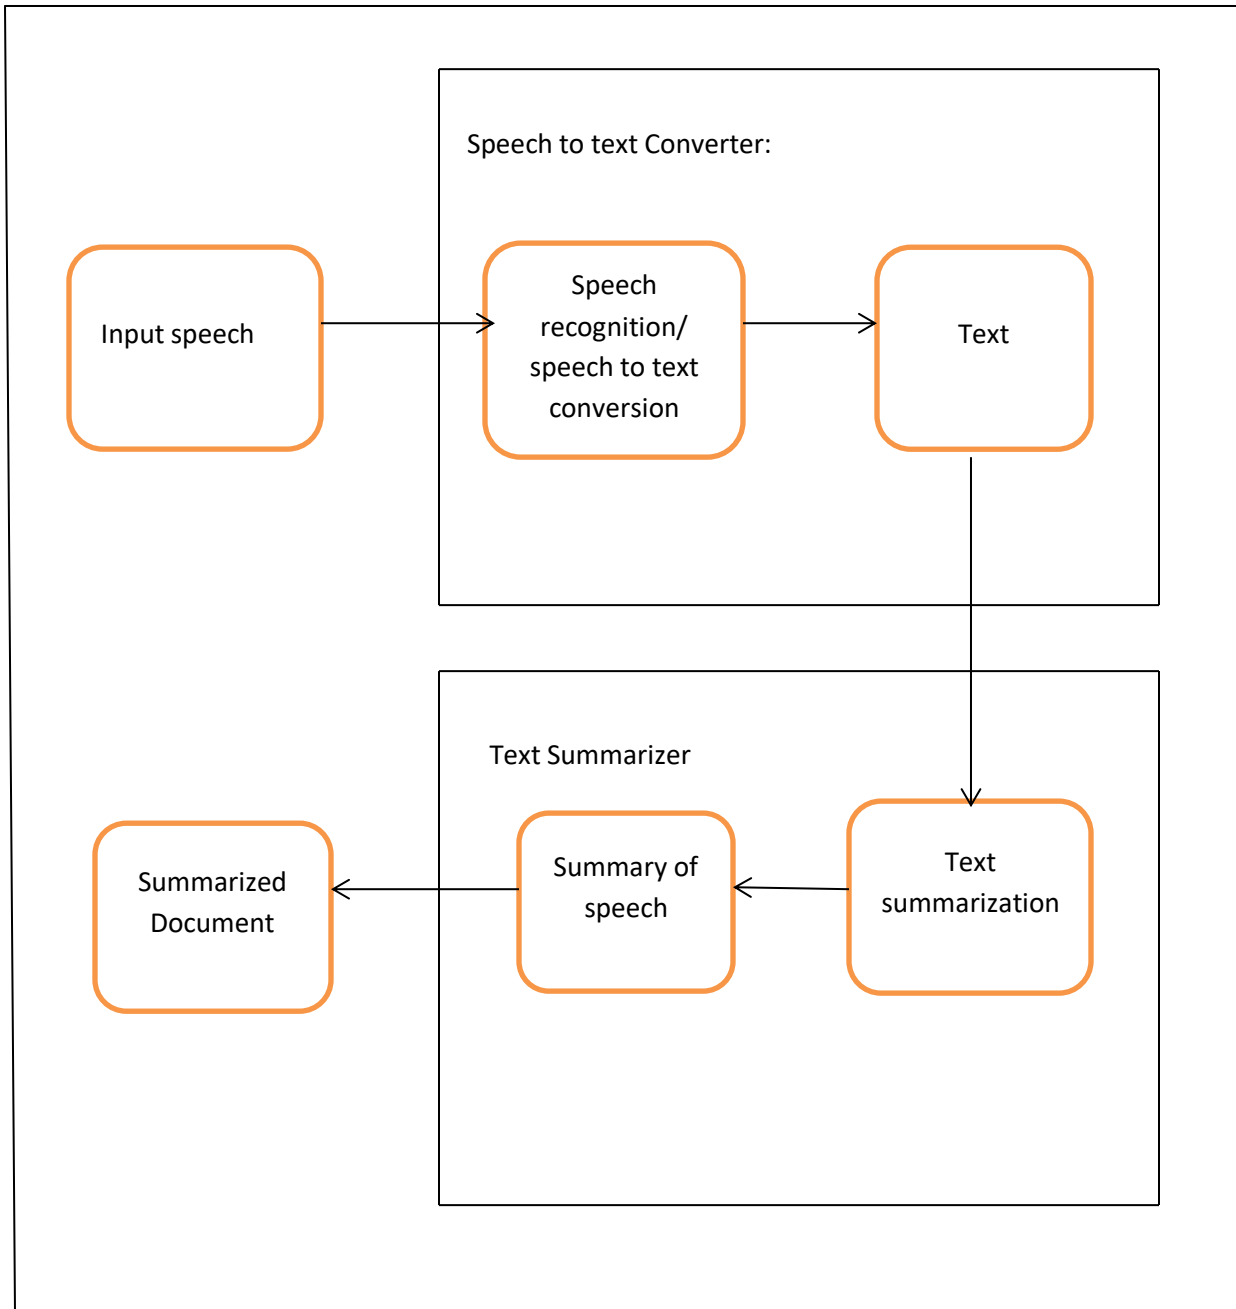 Speech to text Converter:
Input speech
Speech
recognition/
speech to text
conversion
Text
Text Summarizer
Summarized
Document
Summary of
speech
Text
summarization